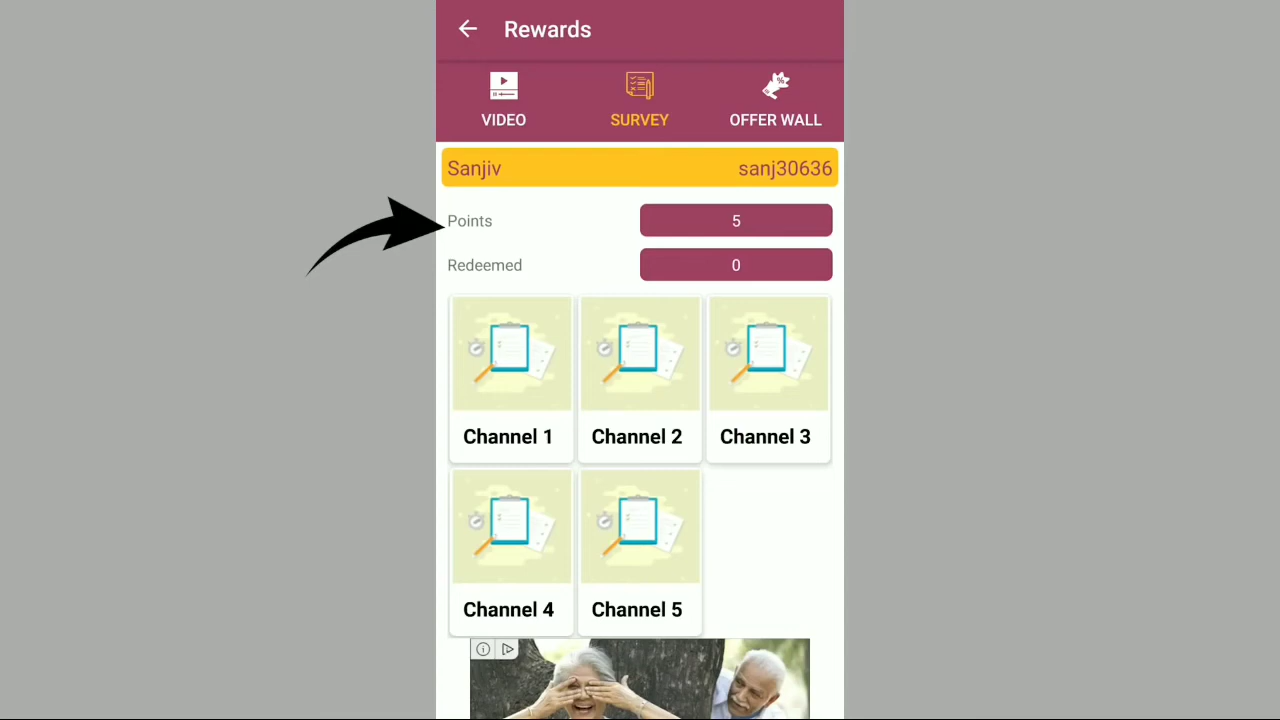 Rewards
VIDEO SURVEY OFFER WALL
Sanjiv sanj30636
Points 5
Redeemed 0
Channel 1 Channel 2 Channel 3
Channel 4 Channel 5